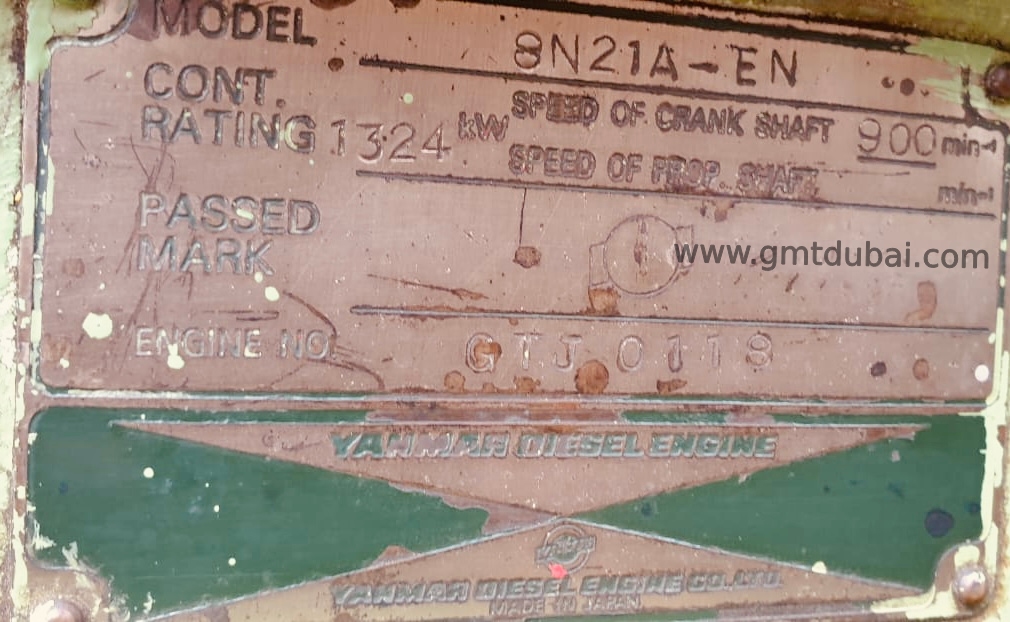 MODEL 8N21A-EN
CONT. RATING 1324 kW SPEED OF CRANK SHAFT 900 min-1
SPEED OF PROP. SHAFT min-1
PASSED MARK
www.gmtdubai.com
ENGINE NO GTJ 0118
YANMAR DIESEL ENGINE
YANMAR DIESEL ENGINE CO., LTD.
MADE IN JAPAN